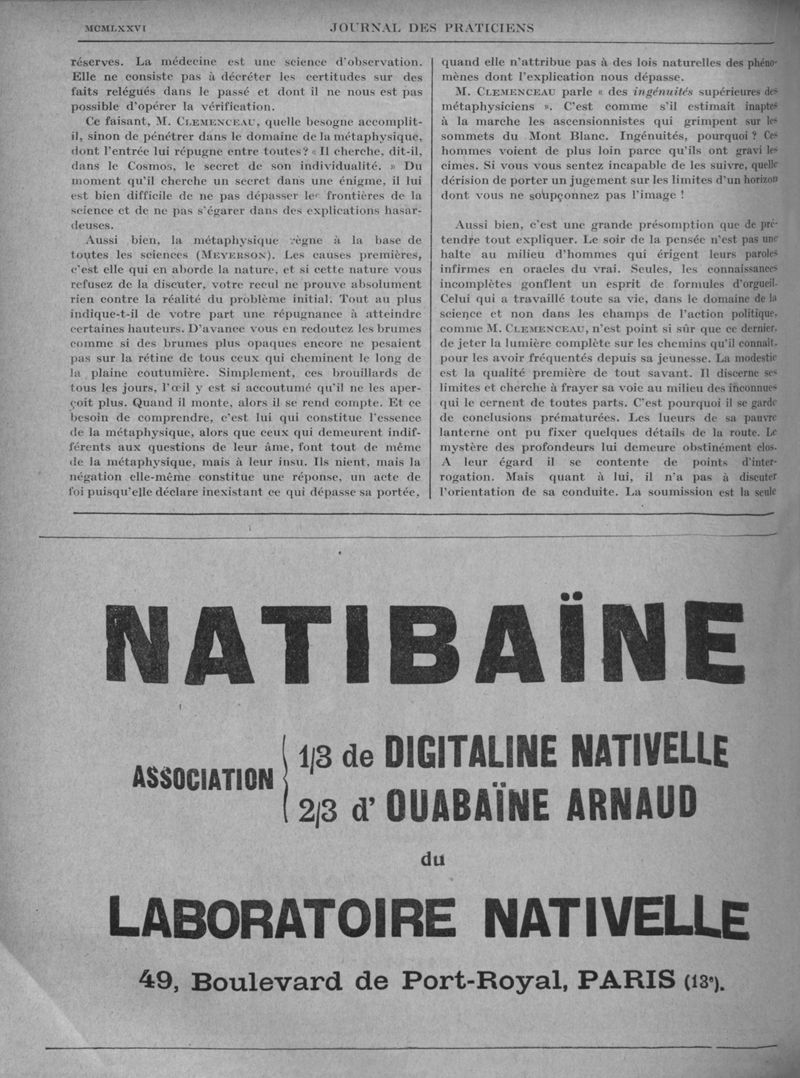 MCMLXXVI
JOURNAL DES PRATICIENS
réserves. La médecine est une science d'observation.
Elle ne consiste pas à décréter les certitudes sur des
faits relégués dans le passé et dont il ne nous est pas
possible d'opérer la vérification.
Ce faisant, M. CLEMENCEAU, quelle besogne accomplit-
il, sinon de pénétrer dans le domaine de la métaphysique,
dont l'entrée lui répugne entre toutes? « Il cherche, dit-il,
dans le Cosmos, le secret de son individualité. » Du
moment qu'il cherche un secret dans une énigme, il lui
est bien difficile de ne pas dépasser les frontières de la
science et de ne pas s'égarer dans des explications hasar-
deuses.
Aussi bien, la métaphysique règne à la base de
toutes les sciences (MEYERSON). Les causes premières,
c'est elle qui en aborde la nature, et si cette nature vous
refusez de la discuter, votre recul ne prouve absolument
rien contre la réalité du problème initial. Tout au plus
indique-t-il de votre part une répugnance à atteindre
certaines hauteurs. D'avance vous en redoutez les brumes
comme si des brumes plus opaques encore ne pesaient
pas sur la rétine de tous ceux qui cheminent le long de
la plaine coutumière. Simplement, ces brouillards de
tous les jours, l'œil y est si accoutumé qu'il ne les aper-
çoit plus. Quand il monte, alors il se rend compte. Et ce
besoin de comprendre, c'est lui qui constitue l'essence
de la métaphysique, alors que ceux qui demeurent indif-
férents aux questions de leur âme, font tout de même
de la métaphysique, mais à leur insu. Ils nient, mais la
négation elle-même constitue une réponse, un acte de
foi puisqu'elle déclare inexistant ce qui dépasse sa portée,
quand elle n'attribue pas à des lois naturelles des phéno-
mènes dont l'explication nous dépasse.
M. CLEMENCEAU parle « des ingénuités supérieures des
métaphysiciens ». C'est comme s'il estimait inaptes
à la marche les ascensionnistes qui grimpent sur les
sommets du Mont Blanc. Ingénuités, pourquoi ? Ces
hommes voient de plus loin parce qu'ils ont gravi les
cimes. Si vous vous sentez incapable de les suivre, quelle
dérision de porter un jugement sur les limites d'un horizon
dont vous ne soupçonnez pas l'image !
Aussi bien, c'est une grande présomption que de pré-
tendre tout expliquer. Le soir de la pensée n'est pas une
halte au milieu d'hommes qui érigent leurs paroles
infirmes en oracles du vrai. Seules, les connaissances
incomplètes gonflent un esprit de formules d'orgueil.
Celui qui a travaillé toute sa vie, dans le domaine de la
science et non dans les champs de l'action politique,
comme M. CLEMENCEAU, n'est point si sûr que ce dernier,
de jeter la lumière complète sur les chemins qu'il connaît,
pour les avoir fréquentés depuis sa jeunesse. La modestie
est la qualité première de tout savant. Il discerne ses
limites et cherche à frayer sa voie au milieu des inconnues
qui le cernent de toutes parts. C'est pourquoi il se garde
de conclusions prématurées. Les lueurs de sa pauvre
lanterne ont pu fixer quelques détails de la route. Le
mystère des profondeurs lui demeure obstinément clos.
A leur égard il se contente de points d'inter-
rogation. Mais quant à lui, il n'a pas à discuter
l'orientation de sa conduite. La soumission est la seule
NATIBAÏNE
ASSOCIATION
1/3 de DIGITALINE NATIVELLE
2/3 d' OUABAÏNE ARNAUD
du
LABORATOIRE NATIVELLE
49, Boulevard de Port-Royal, PARIS (13e).